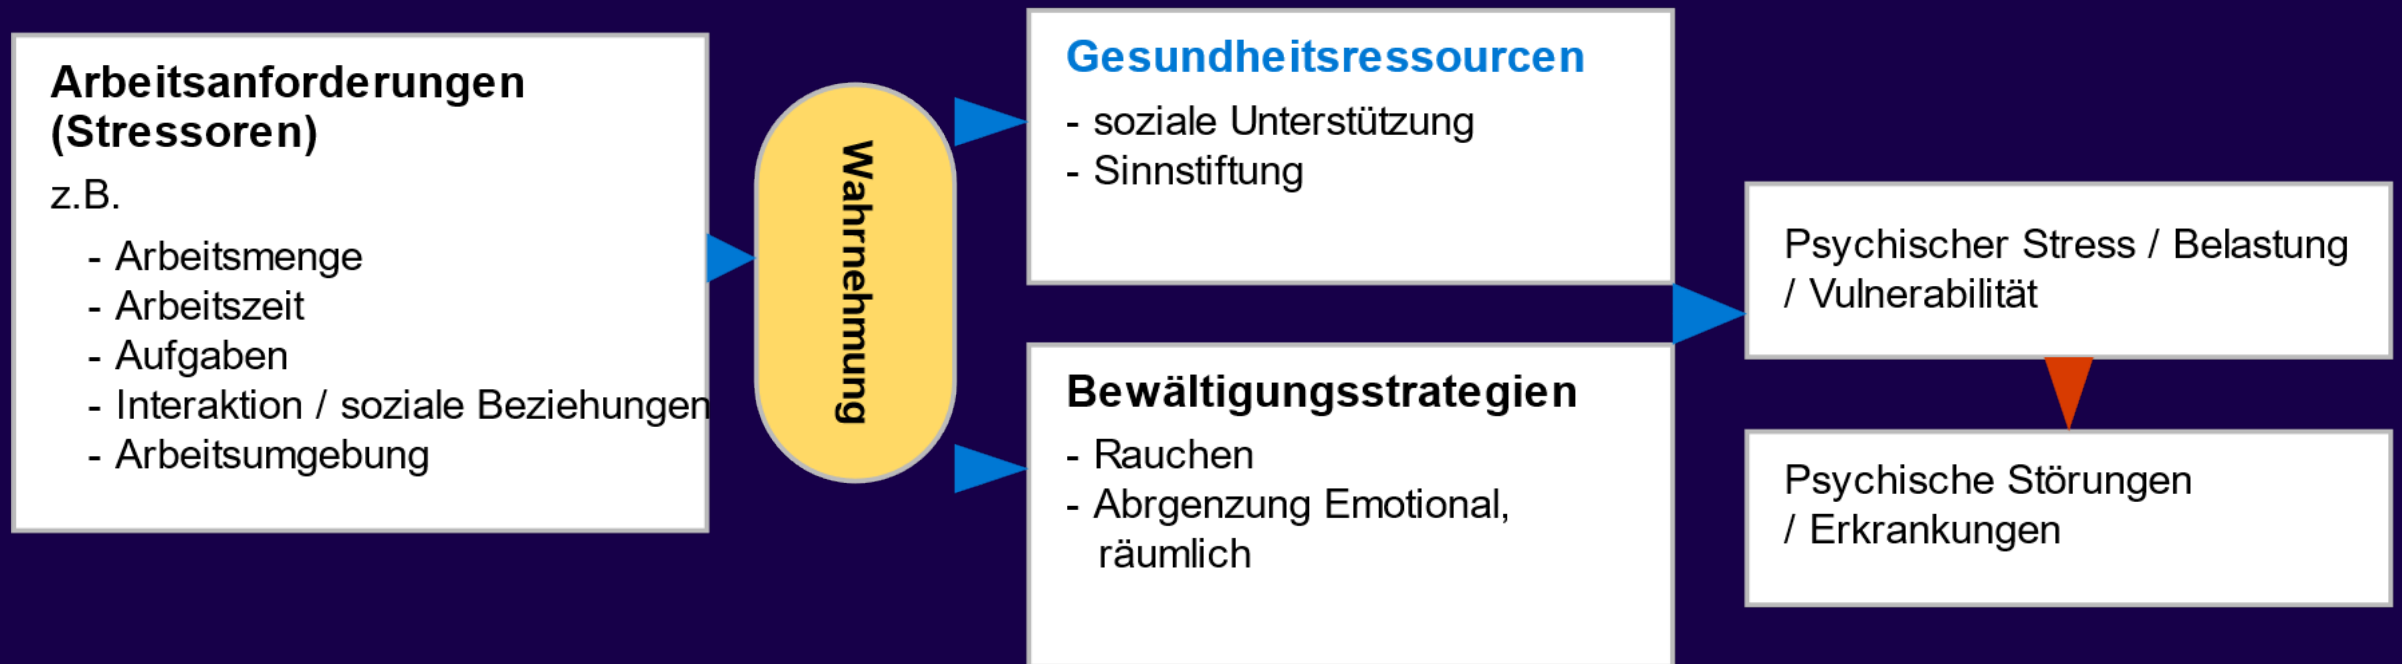 Arbeitsanforderungen
(Stressoren)
z.B.
- Arbeitsmenge
- Arbeitszeit
- Aufgaben
- Interaktion / soziale Beziehungen
- Arbeitsumgebung
Wahrnehmung
Gesundheitsressourcen
- soziale Unterstützung
- Sinnstiftung
Bewältigungsstrategien
- Rauchen
- Abrgenzung Emotional,
räumlich
Psychischer Stress / Belastung
/ Vulnerabilität
Psychische Störungen
/ Erkrankungen